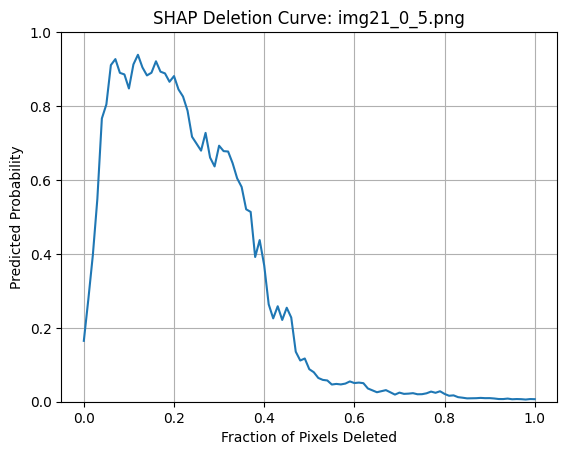 SHAP Deletion Curve: img21_0_5.png
Predicted Probability
1.0
0.8
0.6
0.4
0.2
0.0
0.0 0.2 0.4 0.6 0.8 1.0
Fraction of Pixels Deleted